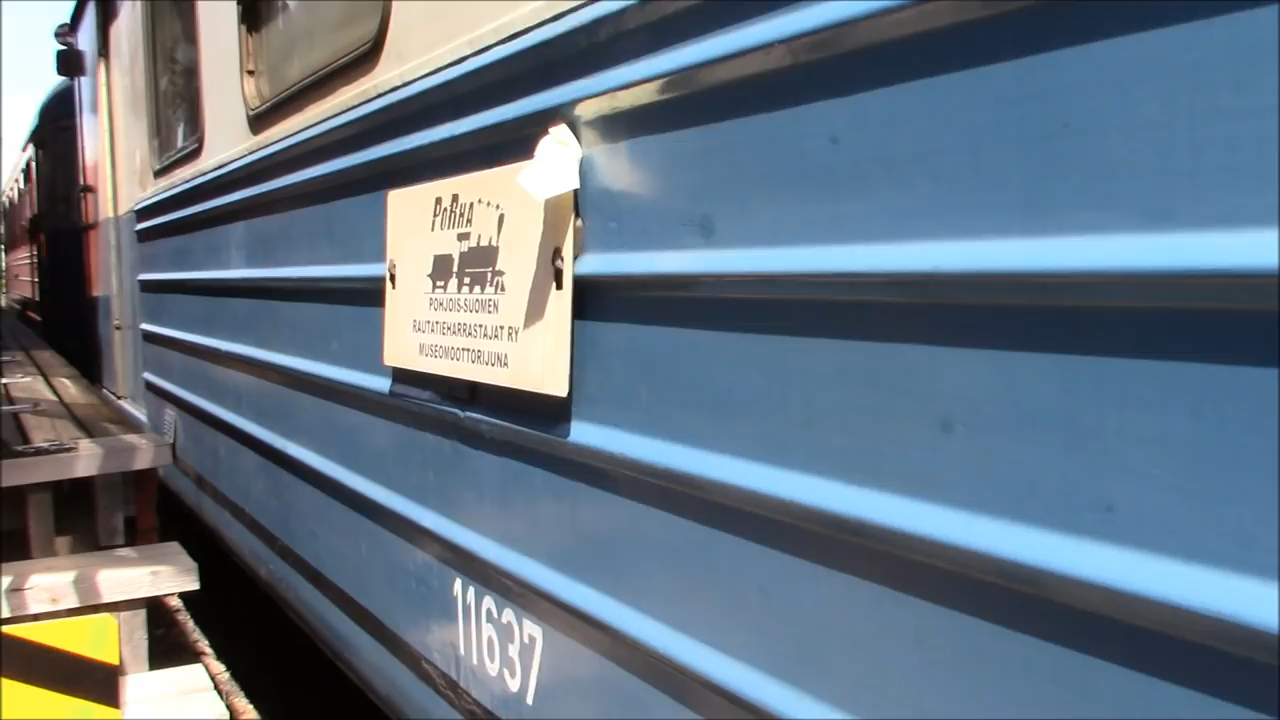 PoRHA
POHJOIS-SUOMEN
RAUTATIEHARRASTAJAT RY
MUSEOMOOTTORIJUNA
11637